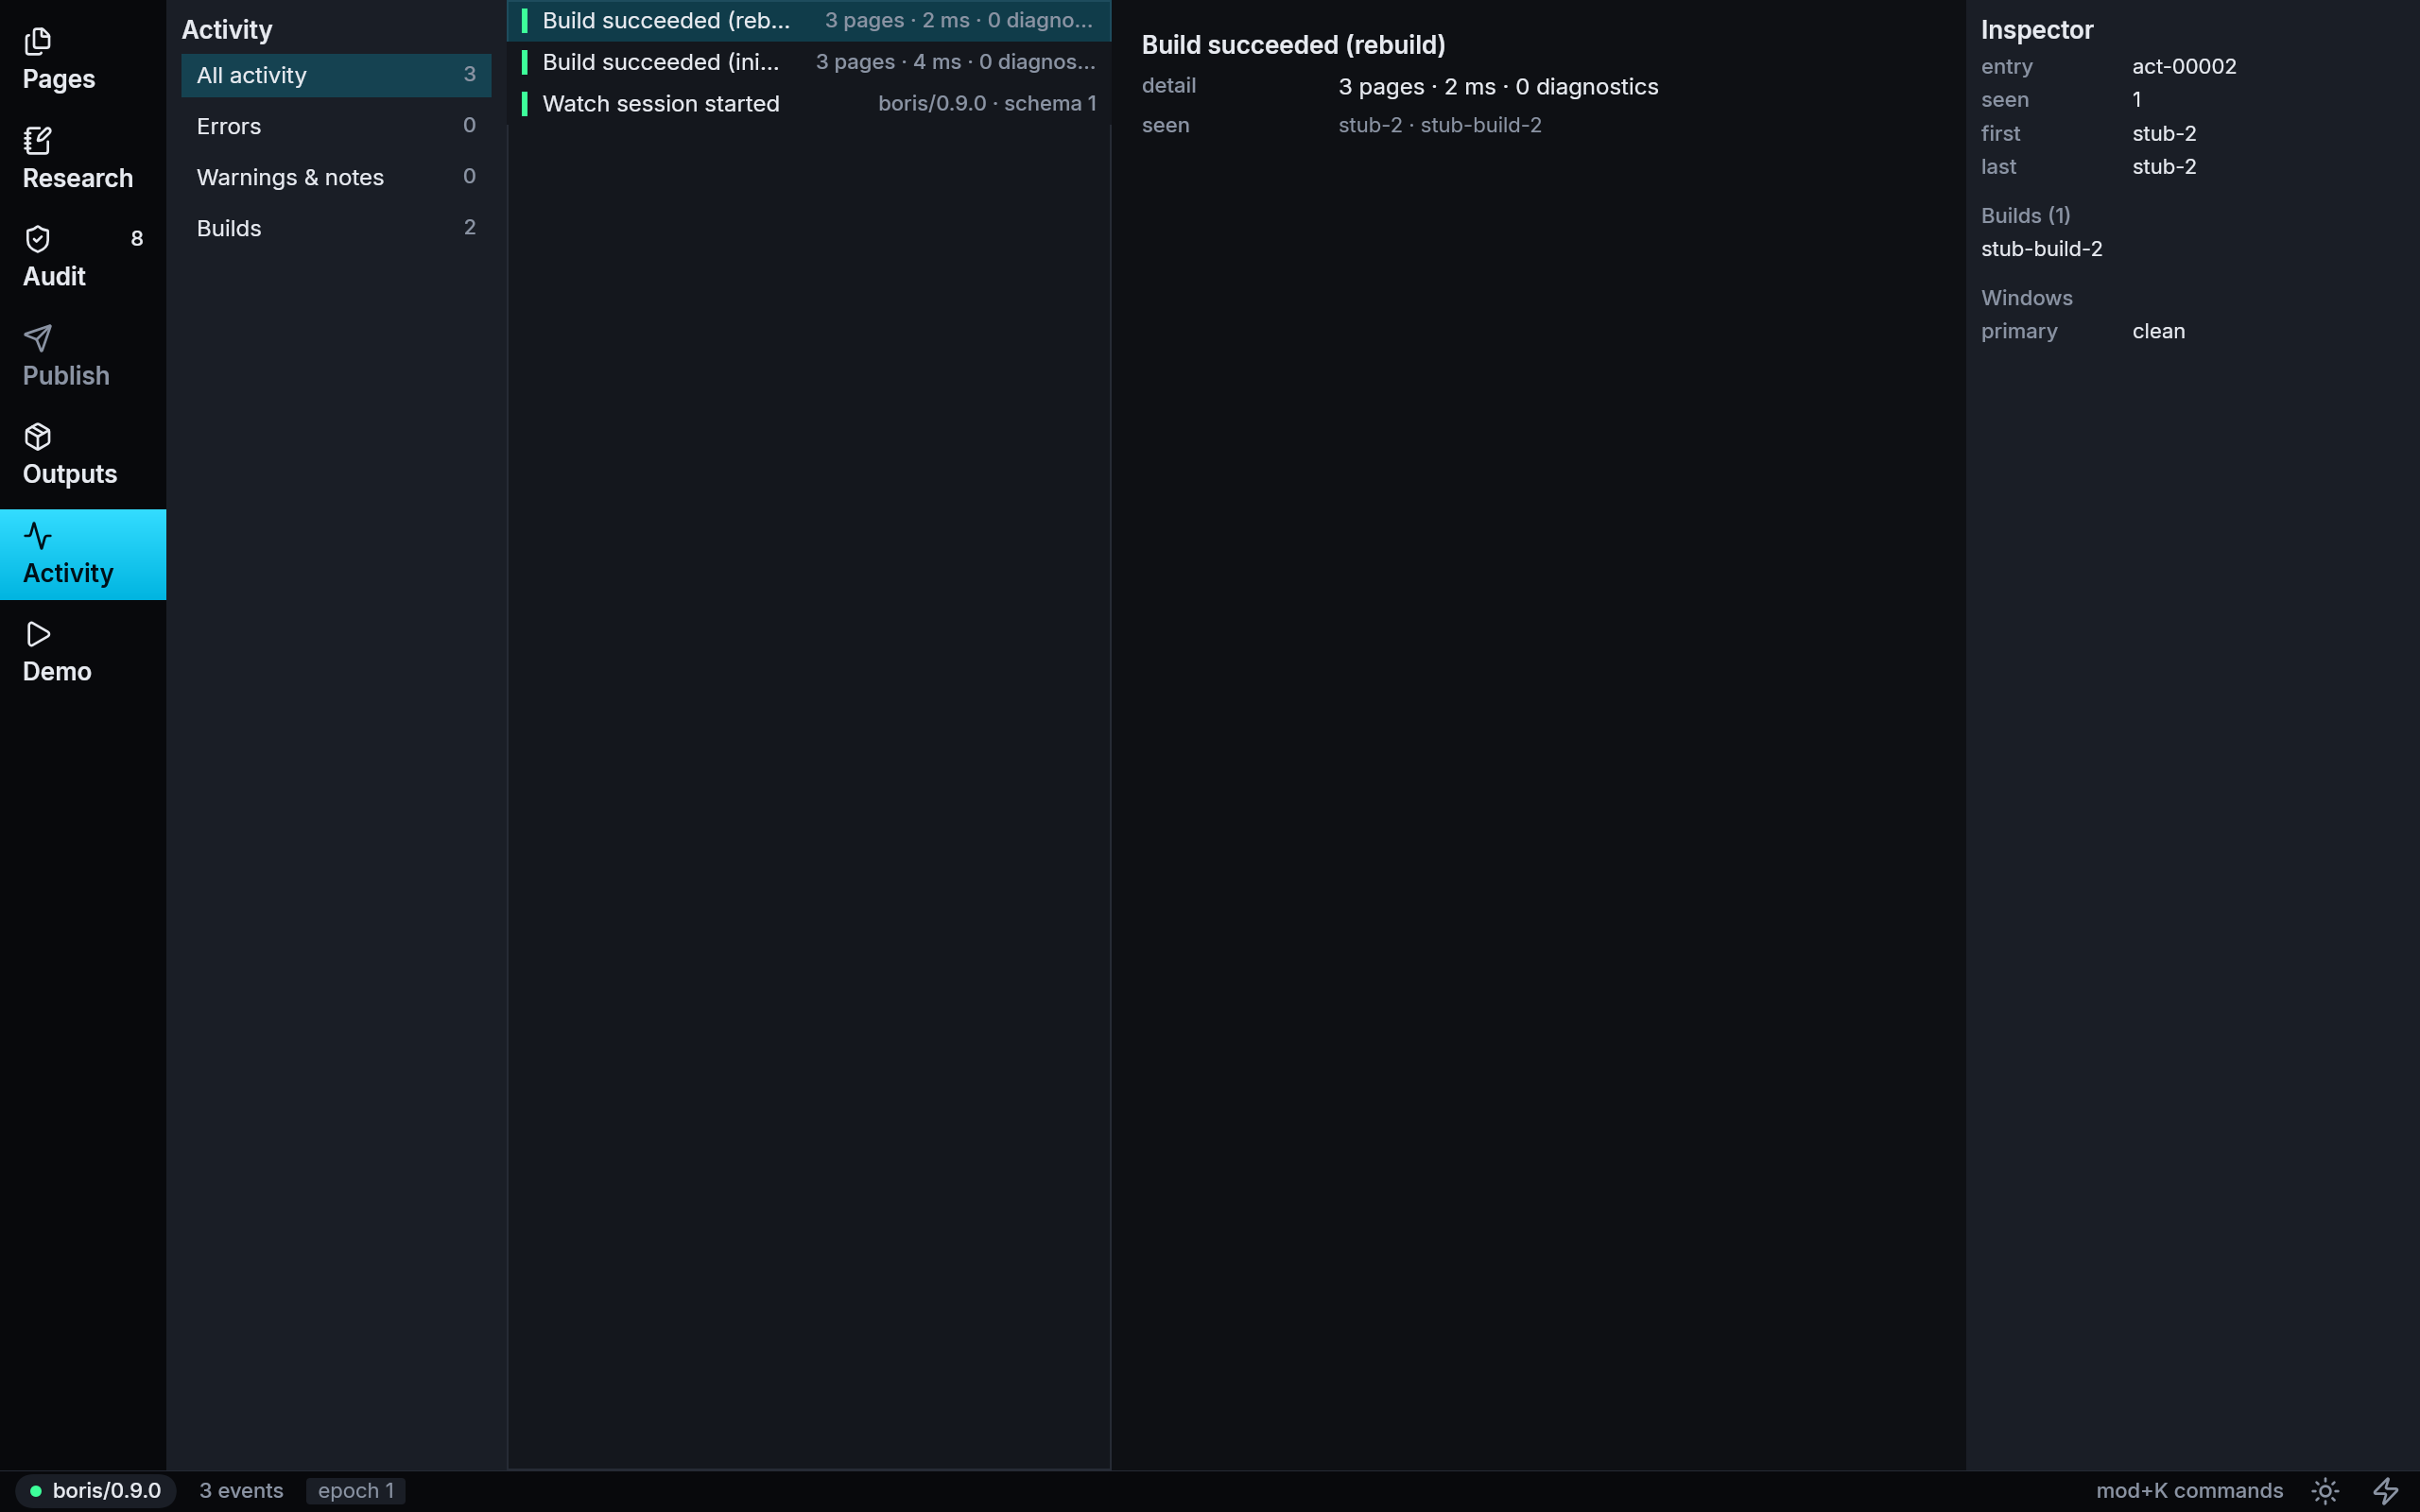 Pages
Research
8
Audit
Publish
Outputs
Activity
Demo
Activity
All activity 3
Errors 0
Warnings & notes 0
Builds 2
Build succeeded (reb... 3 pages · 2 ms · 0 diagno...
Build succeeded (ini... 3 pages · 4 ms · 0 diagnos...
Watch session started boris/0.9.0 · schema 1
Build succeeded (rebuild)
detail 3 pages · 2 ms · 0 diagnostics
seen stub-2 · stub-build-2
Inspector
entry act-00002
seen 1
first stub-2
last stub-2
Builds (1)
stub-build-2
Windows
primary clean
boris/0.9.0 3 events epoch 1 mod+K commands